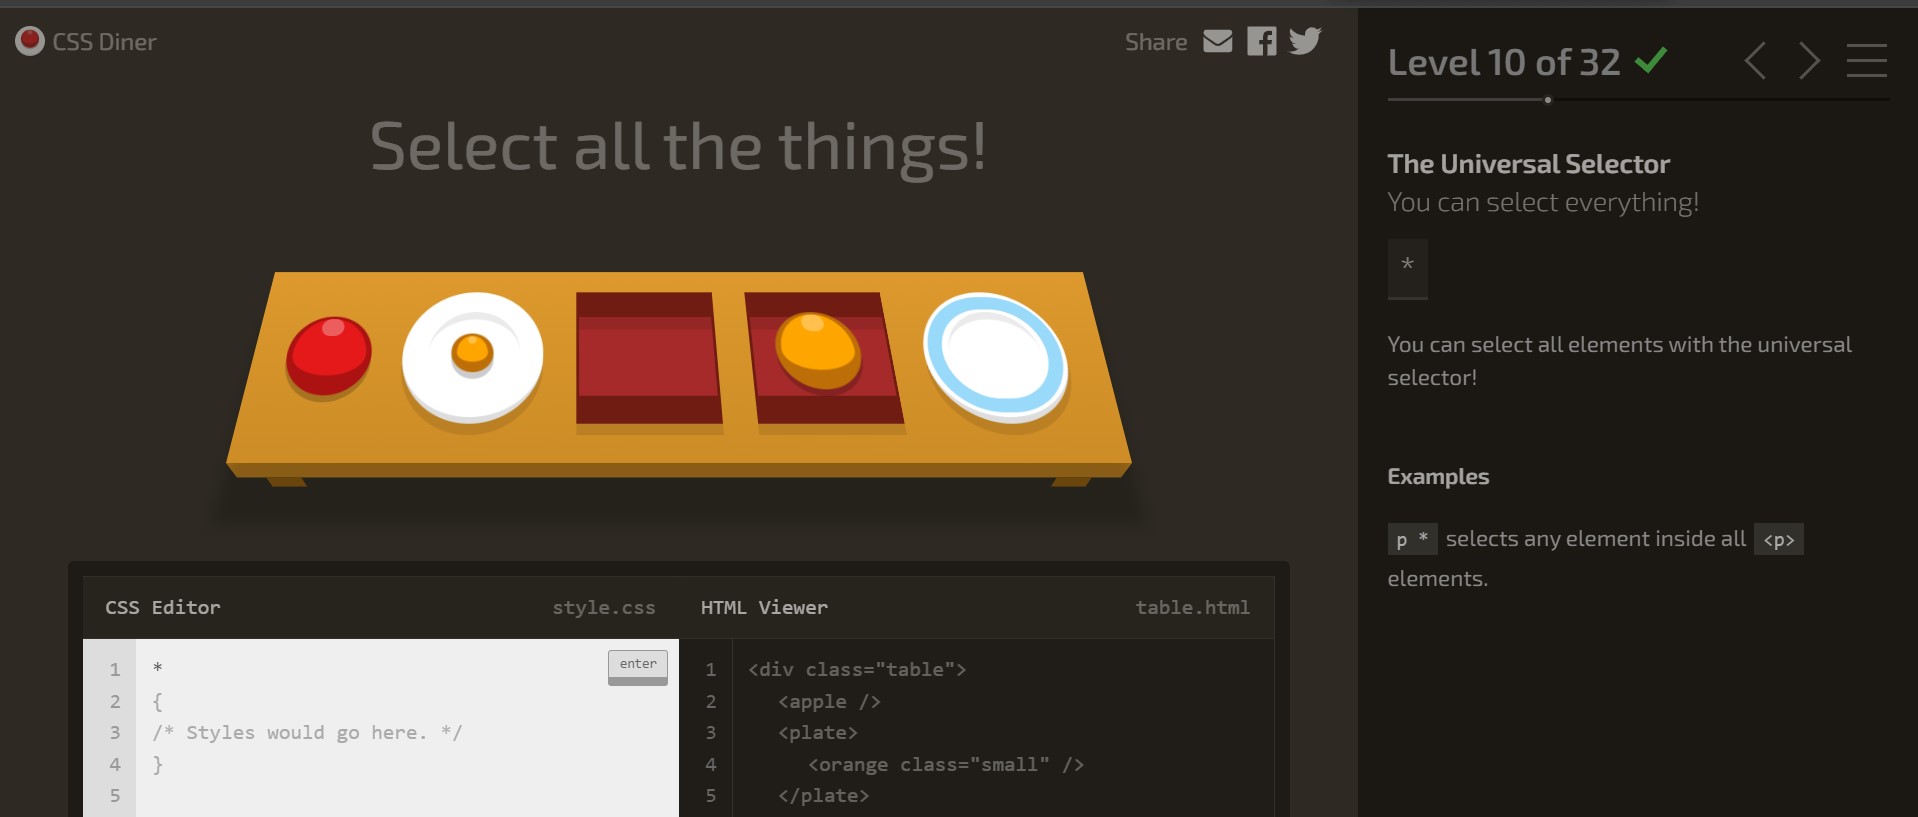 CSS Diner
Share
Select all the things!
CSS Editor style.css
1 *
enter
2 {
3 /* Styles would go here. */
4 }
5
HTML Viewer table.html
1 <div class="table">
2 <apple />
3 <plate>
4 <orange class="small" />
5 </plate>
Level 10 of 32
The Universal Selector
You can select everything!
*
You can select all elements with the universal
selector!
Examples
p * selects any element inside all <p>
elements.